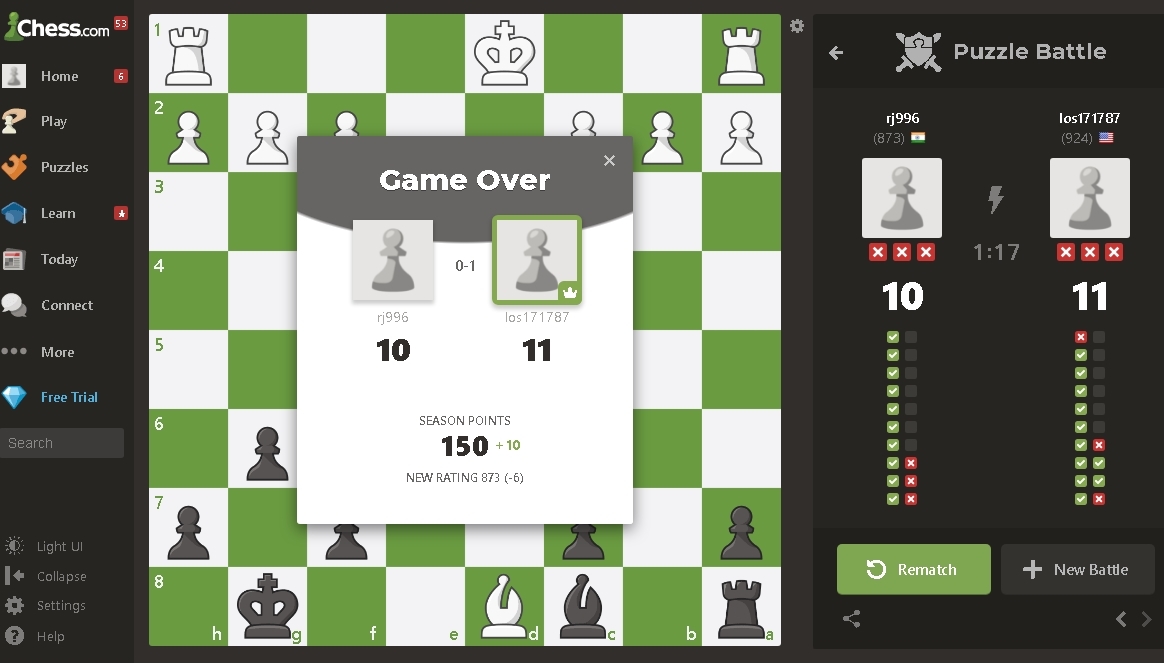 Chess.com 53
Home 6
Play
Puzzles
Learn
Today
Connect
More
Free Trial
Search
Light UI
Collapse
Settings
Help
1
2
3
4
5
6
7
8
h g f e d c b a
Game Over
0-1
rj996 los171787
10 11
SEASON POINTS
150 +10
NEW RATING 873 (-6)
Puzzle Battle
rj996 los171787
(873) (924)
1:17
10 11
Rematch New Battle